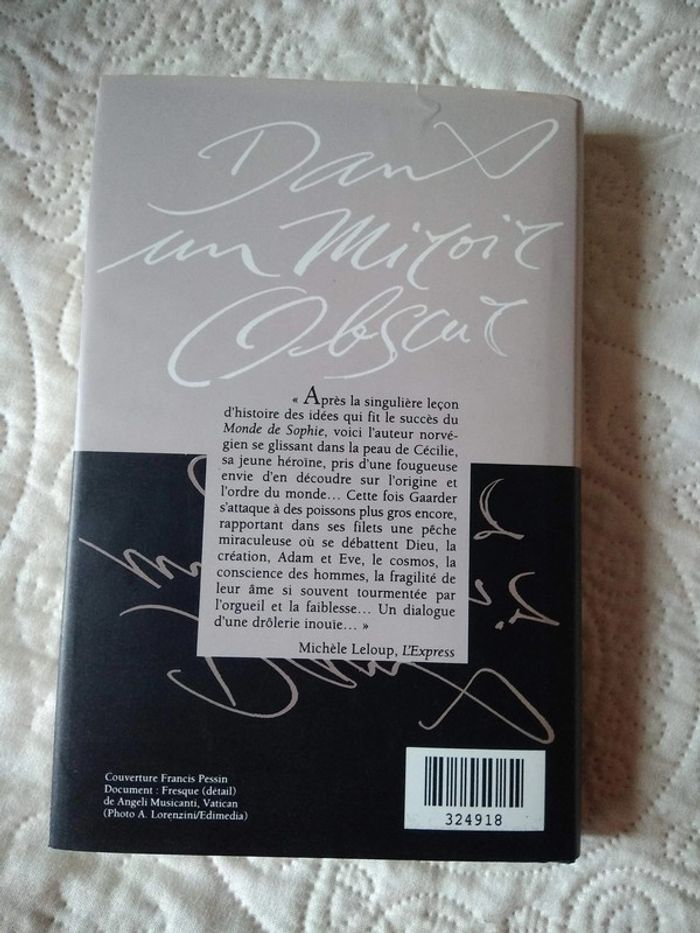 Dans
un Miroir
Obscur
« Après la singulière leçon
d'histoire des idées qui fit le succès du
Monde de Sophie, voici l'auteur norvé-
gien se glissant dans la peau de Cécilie,
sa jeune héroïne, pris d'une fougueuse
envie d'en découdre sur l'origine et
l'ordre du monde... Cette fois Gaarder
s'attaque à des poissons plus gros encore,
rapportant dans ses filets une pêche
miraculeuse où se débattent Dieu, la
création, Adam et Eve, le cosmos, la
conscience des hommes, la fragilité de
leur âme si souvent tourmentée par
l'orgueil et la faiblesse... Un dialogue
d'une drôlerie inouïe... »
Michèle Leloup, L'Express
Couverture Francis Pessin
Document : Fresque (détail)
de Angeli Musicanti, Vatican
(Photo A. Lorenzini/Edimedia)
324918